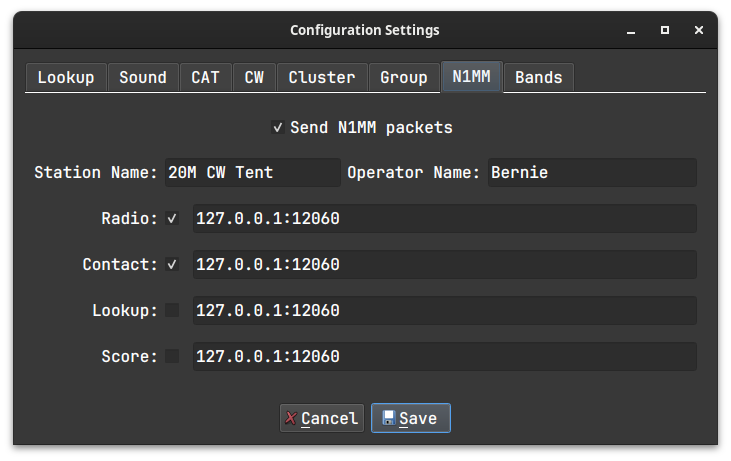 Configuration Settings
Lookup Sound CAT CW Cluster Group N1MM Bands
Send N1MM packets
Station Name: 20M CW Tent Operator Name: Bernie
Radio: 127.0.0.1:12060
Contact: 127.0.0.1:12060
Lookup: 127.0.0.1:12060
Score: 127.0.0.1:12060
Cancel Save